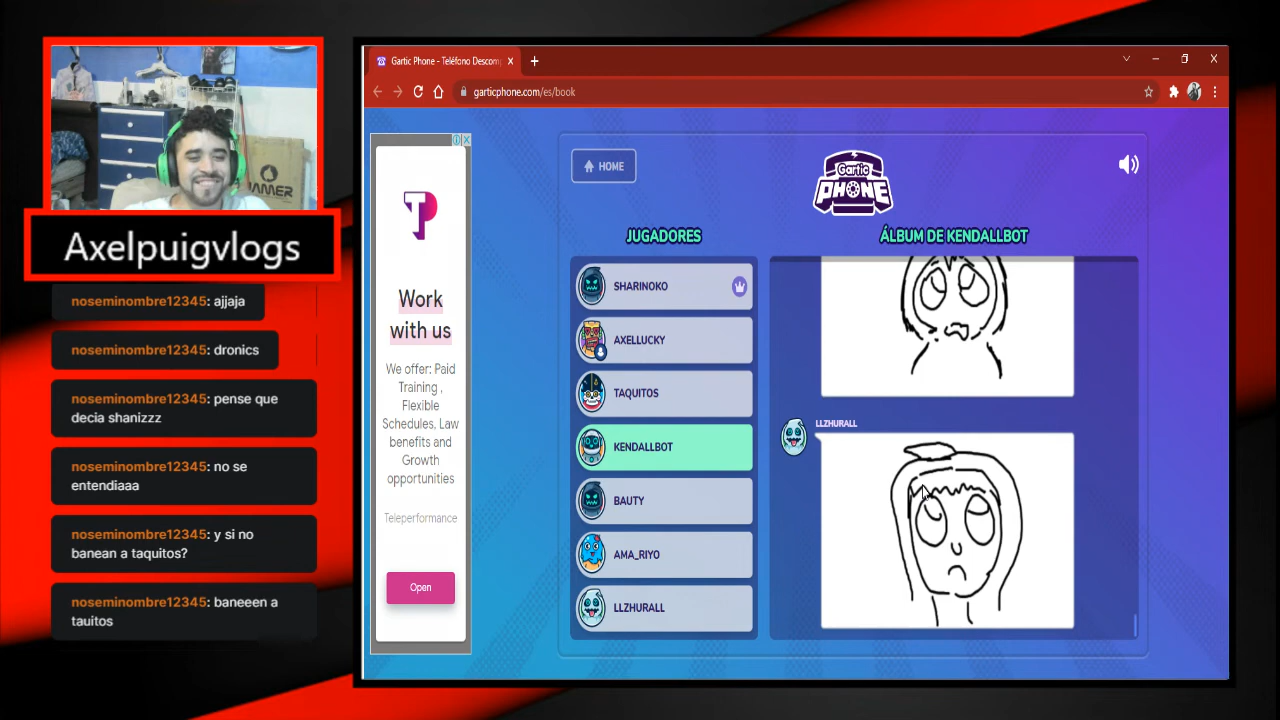 Gartic Phone - Teléfono Descomp
garticphone.com/es/book
HOME
Gartic
PHONE
JUGADORES
ÁLBUM DE KENDALLBOT
SHARINOKO
AXELLUCKY
TAQUITOS
KENDALLBOT
BAUTY
AMA_RIYO
LLZHURALL
LLZHURALL
TP
Work
with us
We offer: Paid
Training ,
Flexible
Schedules, Law
benefits and
Growth
opportunities
Teleperformance
Open
Axelpuigvlogs
noseminombre12345: ajjaja
noseminombre12345: dronics
noseminombre12345: pense que
decia shanizzz
noseminombre12345: no se
entendiaaa
noseminombre12345: y si no
banean a taquitos?
noseminombre12345: baneeen a
tauitos